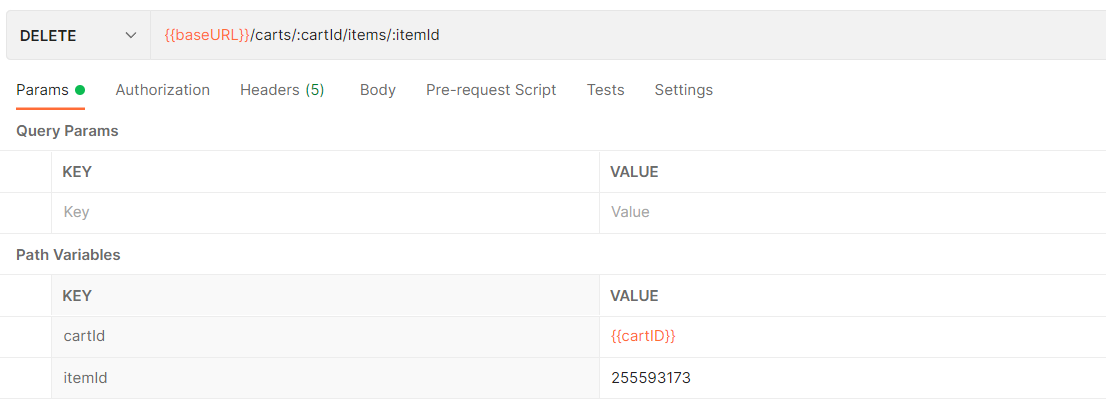 DELETE {{baseURL}}/carts/:cartId/items/:itemId
Params Authorization Headers (5) Body Pre-request Script Tests Settings
Query Params
KEY VALUE
Key Value
Path Variables
KEY VALUE
cartId {{cartID}}
itemId 255593173